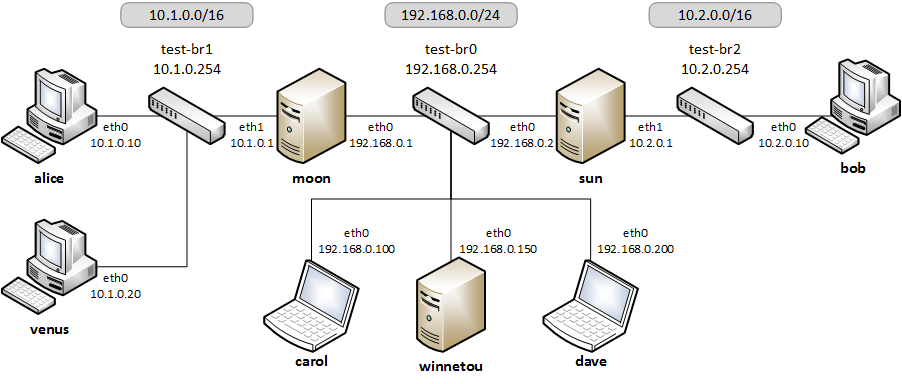 10.1.0.0/16
192.168.0.0/24
10.2.0.0/16
test-br1
10.1.0.254
test-br0
192.168.0.254
test-br2
10.2.0.254
eth0
10.1.0.10
alice
eth1
10.1.0.1
moon
eth0
192.168.0.1
eth0
192.168.0.2
sun
eth1
10.2.0.1
eth0
10.2.0.10
bob
eth0
10.1.0.20
venus
eth0
192.168.0.100
carol
eth0
192.168.0.150
winnetou
eth0
192.168.0.200
dave